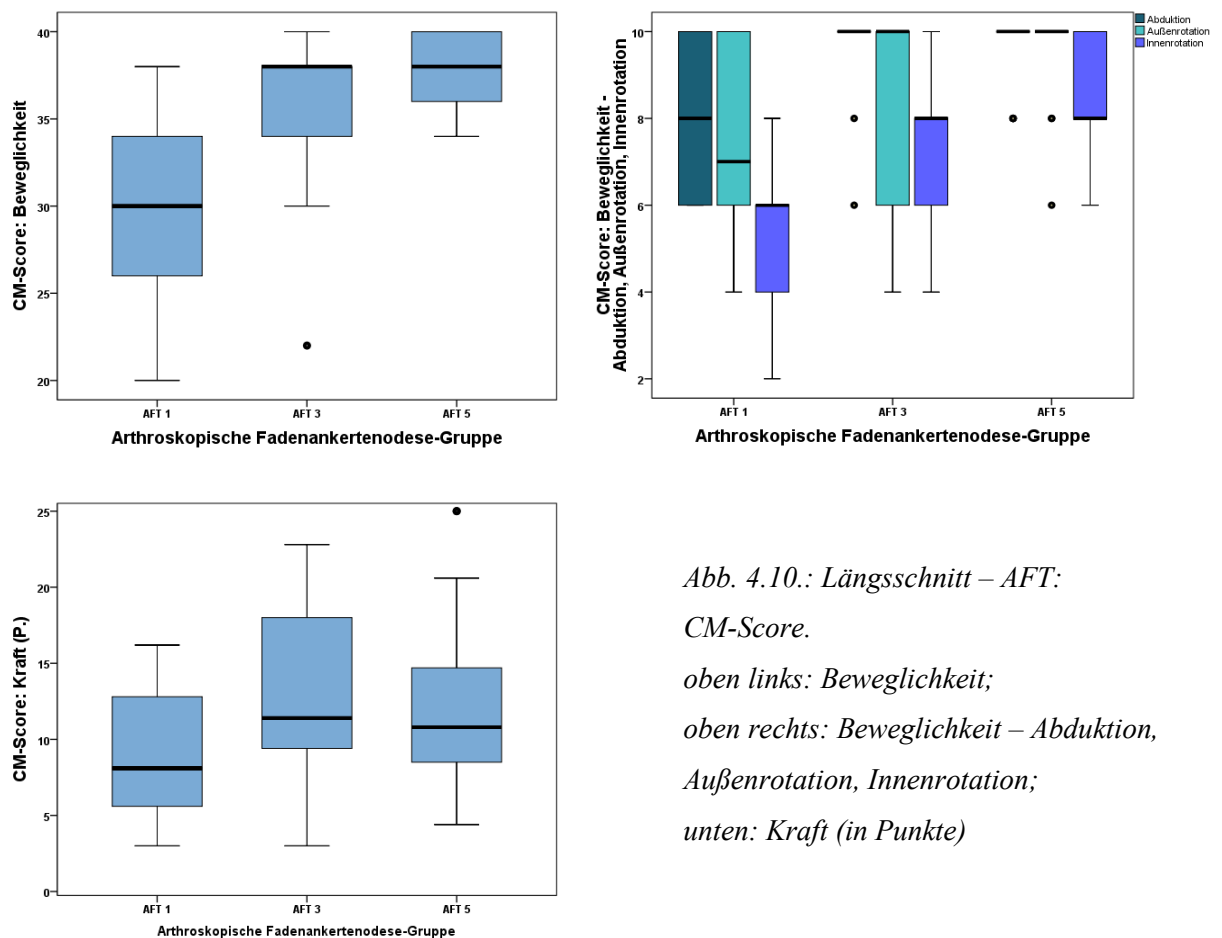 CM-Score: Beweglichkeit
40
35
30
25
20
AFT 1
AFT 3
AFT 5
Arthroskopische Fadenankertenodese-Gruppe
CM-Score: Beweglichkeit -
Abduktion, Außenrotation, Innenrotation
10
8
6
4
2
AFT 1
AFT 3
AFT 5
Arthroskopische Fadenankertenodese-Gruppe
Abduktion
Außenrotation
Innenrotation
CM-Score: Kraft (P.)
25
20
15
10
5
0
AFT 1
AFT 3
AFT 5
Arthroskopische Fadenankertenodese-Gruppe
Abb. 4.10.: Längsschnitt – AFT:
CM-Score.
oben links: Beweglichkeit;
oben rechts: Beweglichkeit – Abduktion,
Außenrotation, Innenrotation;
unten: Kraft (in Punkte)